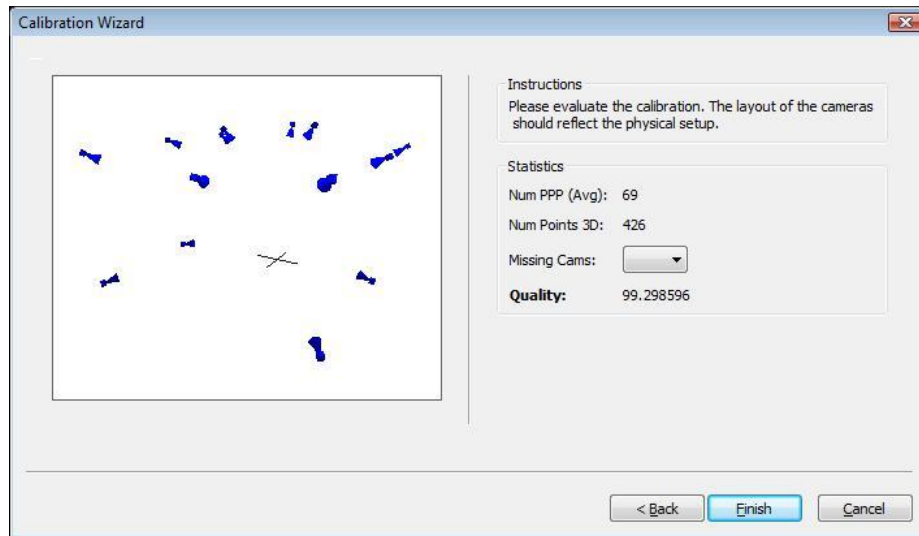 Calibration Wizard
Instructions
Please evaluate the calibration. The layout of the cameras
should reflect the physical setup.
Statistics
Num PPP (Avg): 69
Num Points 3D: 426
Missing Cams:
Quality: 99.298596
< Back Finish Cancel